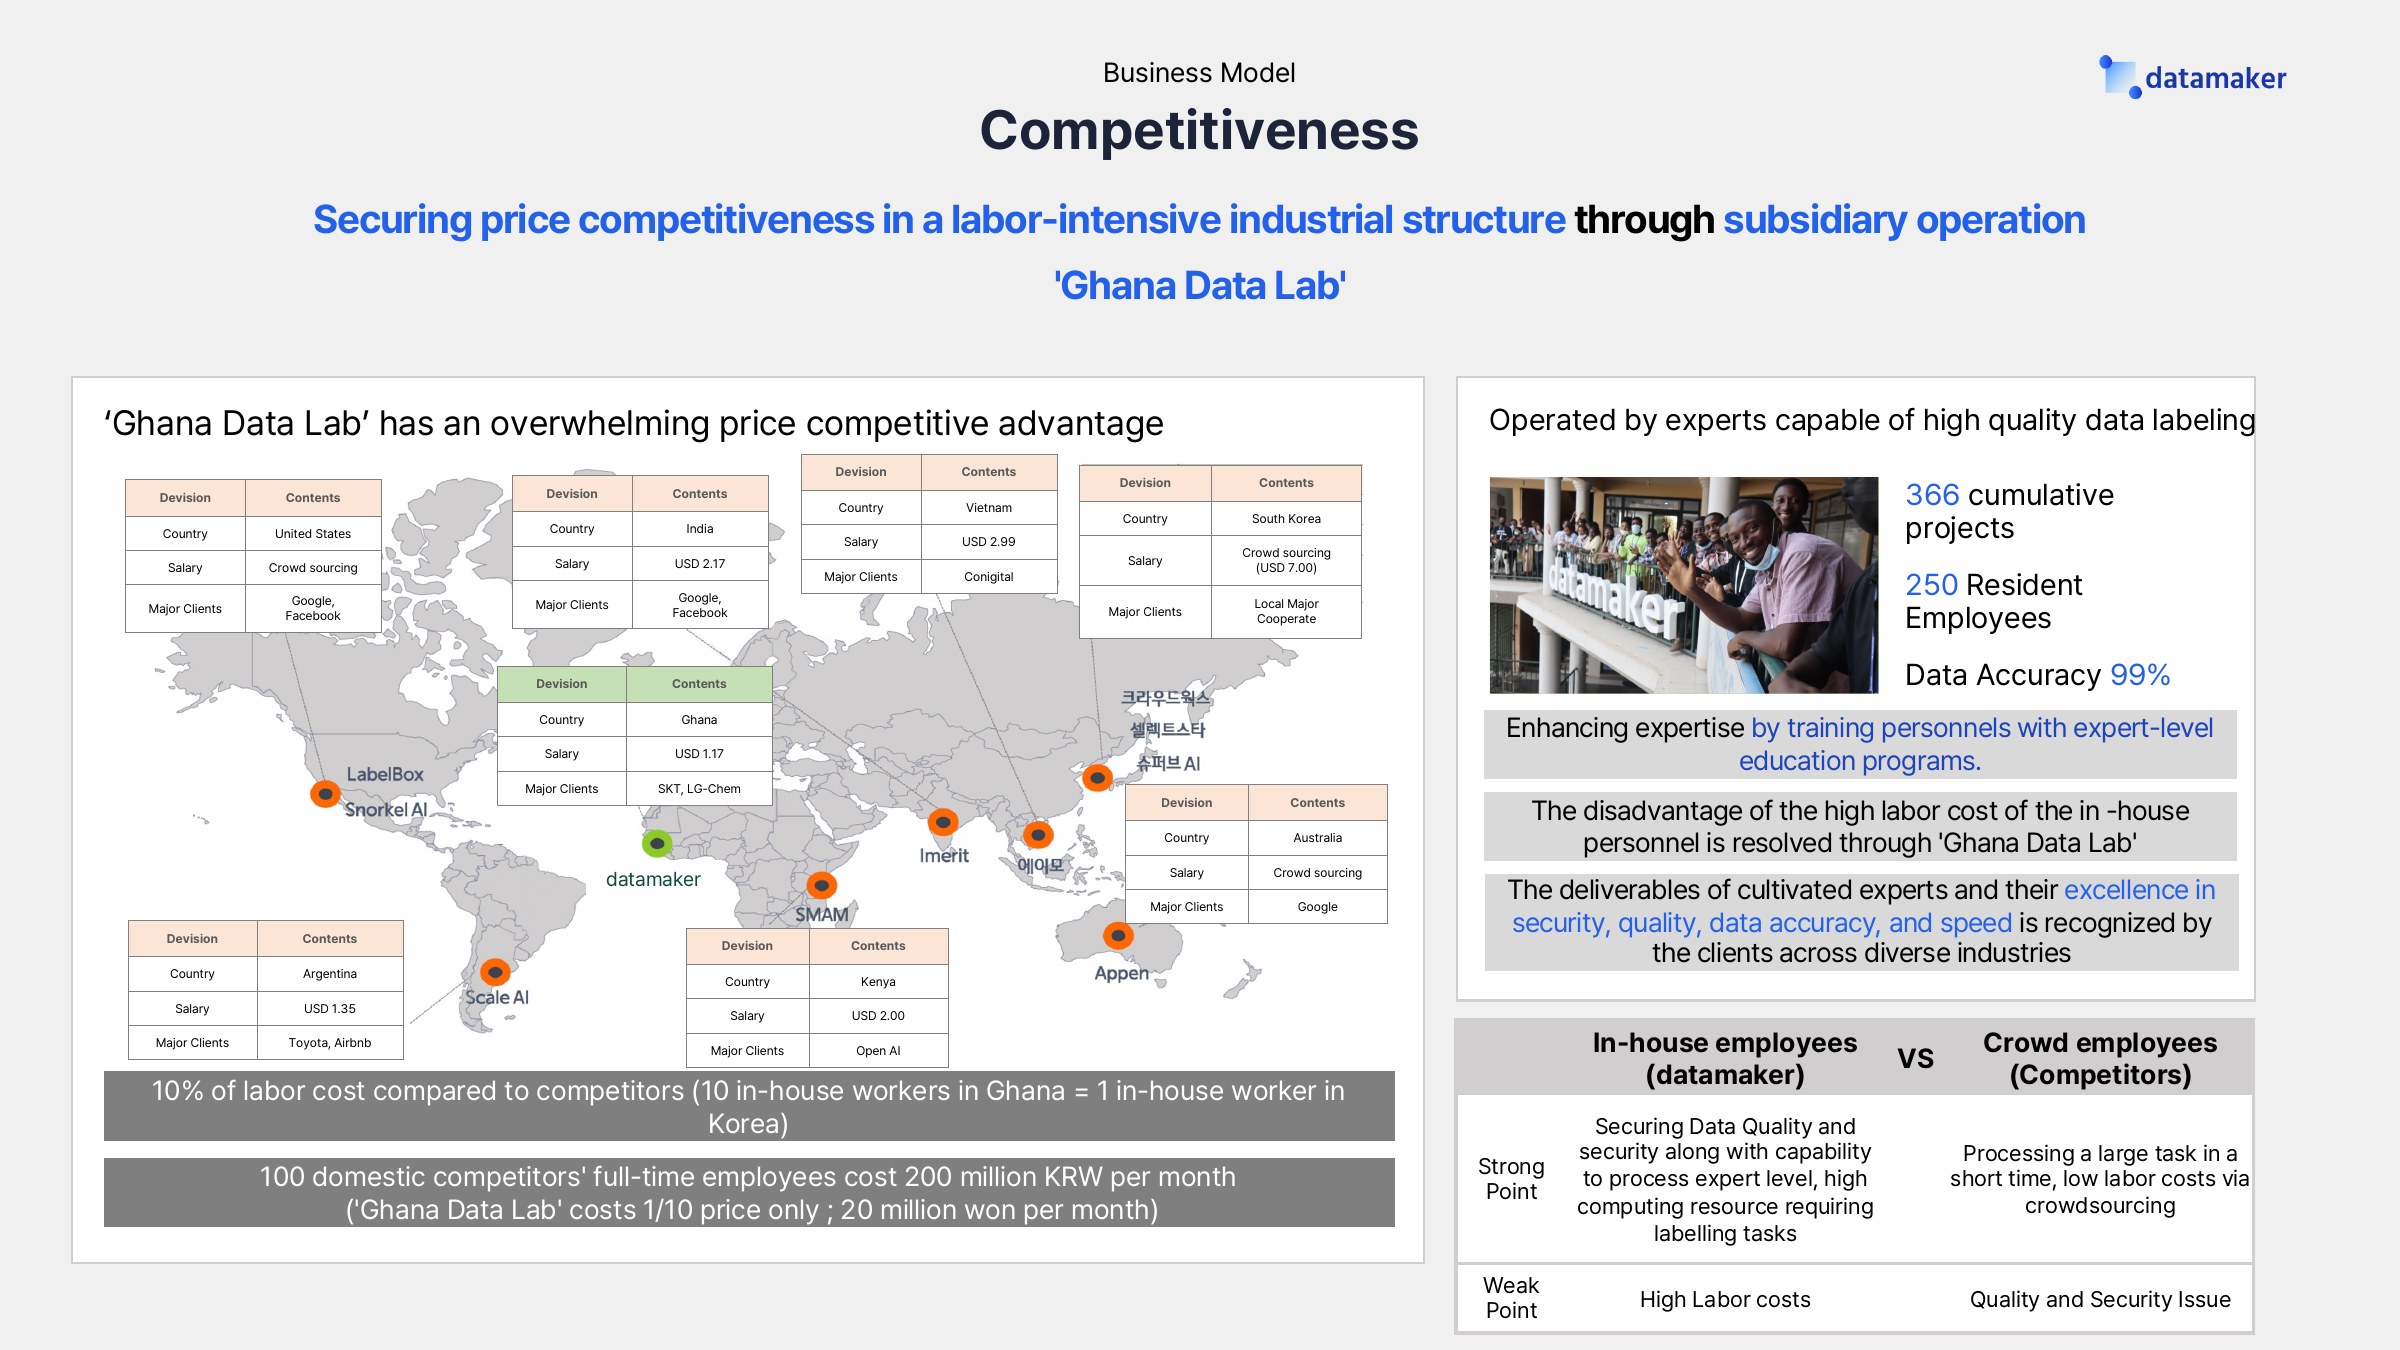 Business Model
datamaker
Competitiveness
Securing price competitiveness in a labor-intensive industrial structure through subsidiary operation
'Ghana Data Lab'
‘Ghana Data Lab’ has an overwhelming price competitive advantage
Devision Contents
Country United States
Salary Crowd sourcing
Major Clients Google,
Facebook
Devision Contents
Country India
Salary USD 2.17
Major Clients Google,
Facebook
Devision Contents
Country Vietnam
Salary USD 2.99
Major Clients Conigital
Devision Contents
Country South Korea
Salary Crowd sourcing
(USD 7.00)
Major Clients Local Major
Cooperate
Devision Contents
Country Ghana
Salary USD 1.17
Major Clients SKT, LG-Chem
크라우드웍스
셀렉트스타
슈퍼브 AI
LabelBox
Snorkel AI
datamaker
Imerit
에이모
SMAM
Devision Contents
Country Australia
Salary Crowd sourcing
Major Clients Google
Appen
Scale AI
Devision Contents
Country Argentina
Salary USD 1.35
Major Clients Toyota, Airbnb
Devision Contents
Country Kenya
Salary USD 2.00
Major Clients Open AI
10% of labor cost compared to competitors (10 in-house workers in Ghana = 1 in-house worker in
Korea)
100 domestic competitors' full-time employees cost 200 million KRW per month
('Ghana Data Lab' costs 1/10 price only ; 20 million won per month)
Operated by experts capable of high quality data labeling
datamaker
366 cumulative
projects
250 Resident
Employees
Data Accuracy 99%
Enhancing expertise by training personnels with expert-level
education programs.
The disadvantage of the high labor cost of the in -house
personnel is resolved through 'Ghana Data Lab'
The deliverables of cultivated experts and their excellence in
security, quality, data accuracy, and speed is recognized by
the clients across diverse industries
In-house employees
(datamaker)
VS
Crowd employees
(Competitors)
Strong
Point
Securing Data Quality and
security along with capability
to process expert level, high
computing resource requiring
labelling tasks
Processing a large task in a
short time, low labor costs via
crowdsourcing
Weak
Point
High Labor costs
Quality and Security Issue